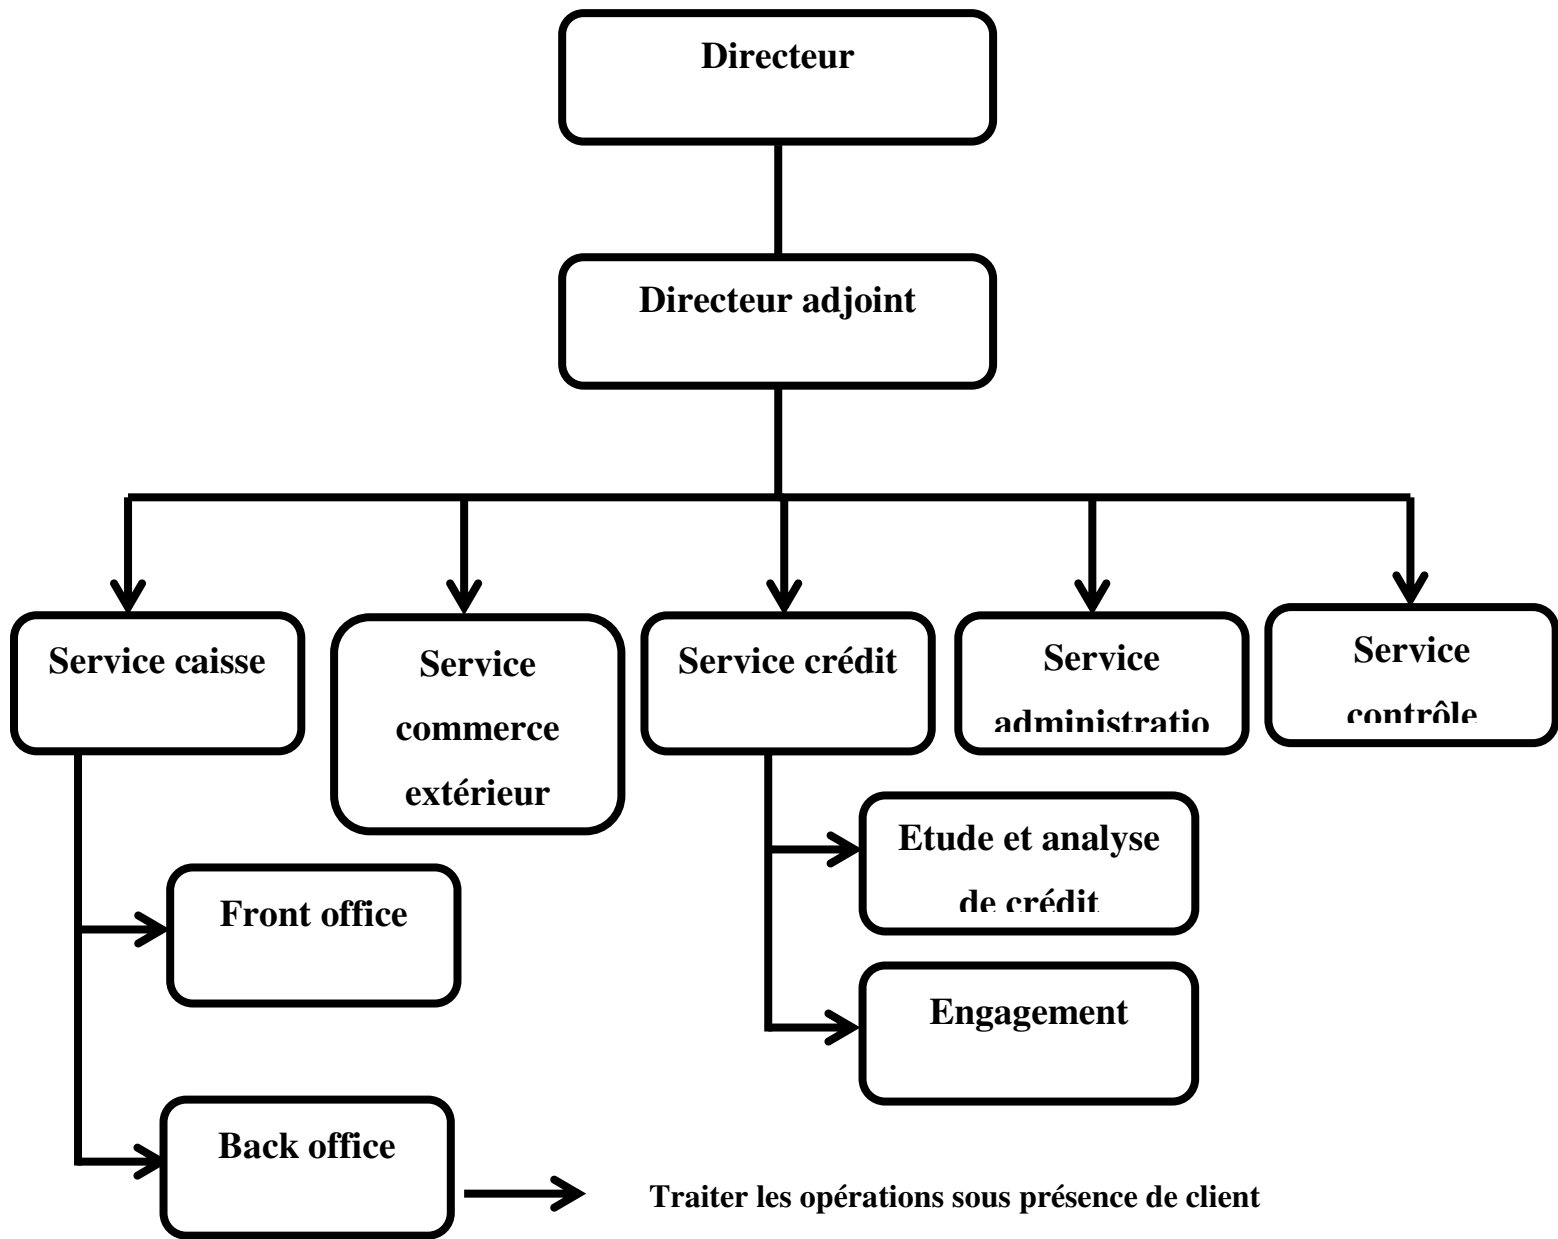 Directeur
Directeur adjoint
Service caisse
Service
commerce
extérieur
Service crédit
Service
administratio
Service
contrôle
Etude et analyse
de crédit
Front office
Engagement
Back office
Traiter les opérations sous présence de client